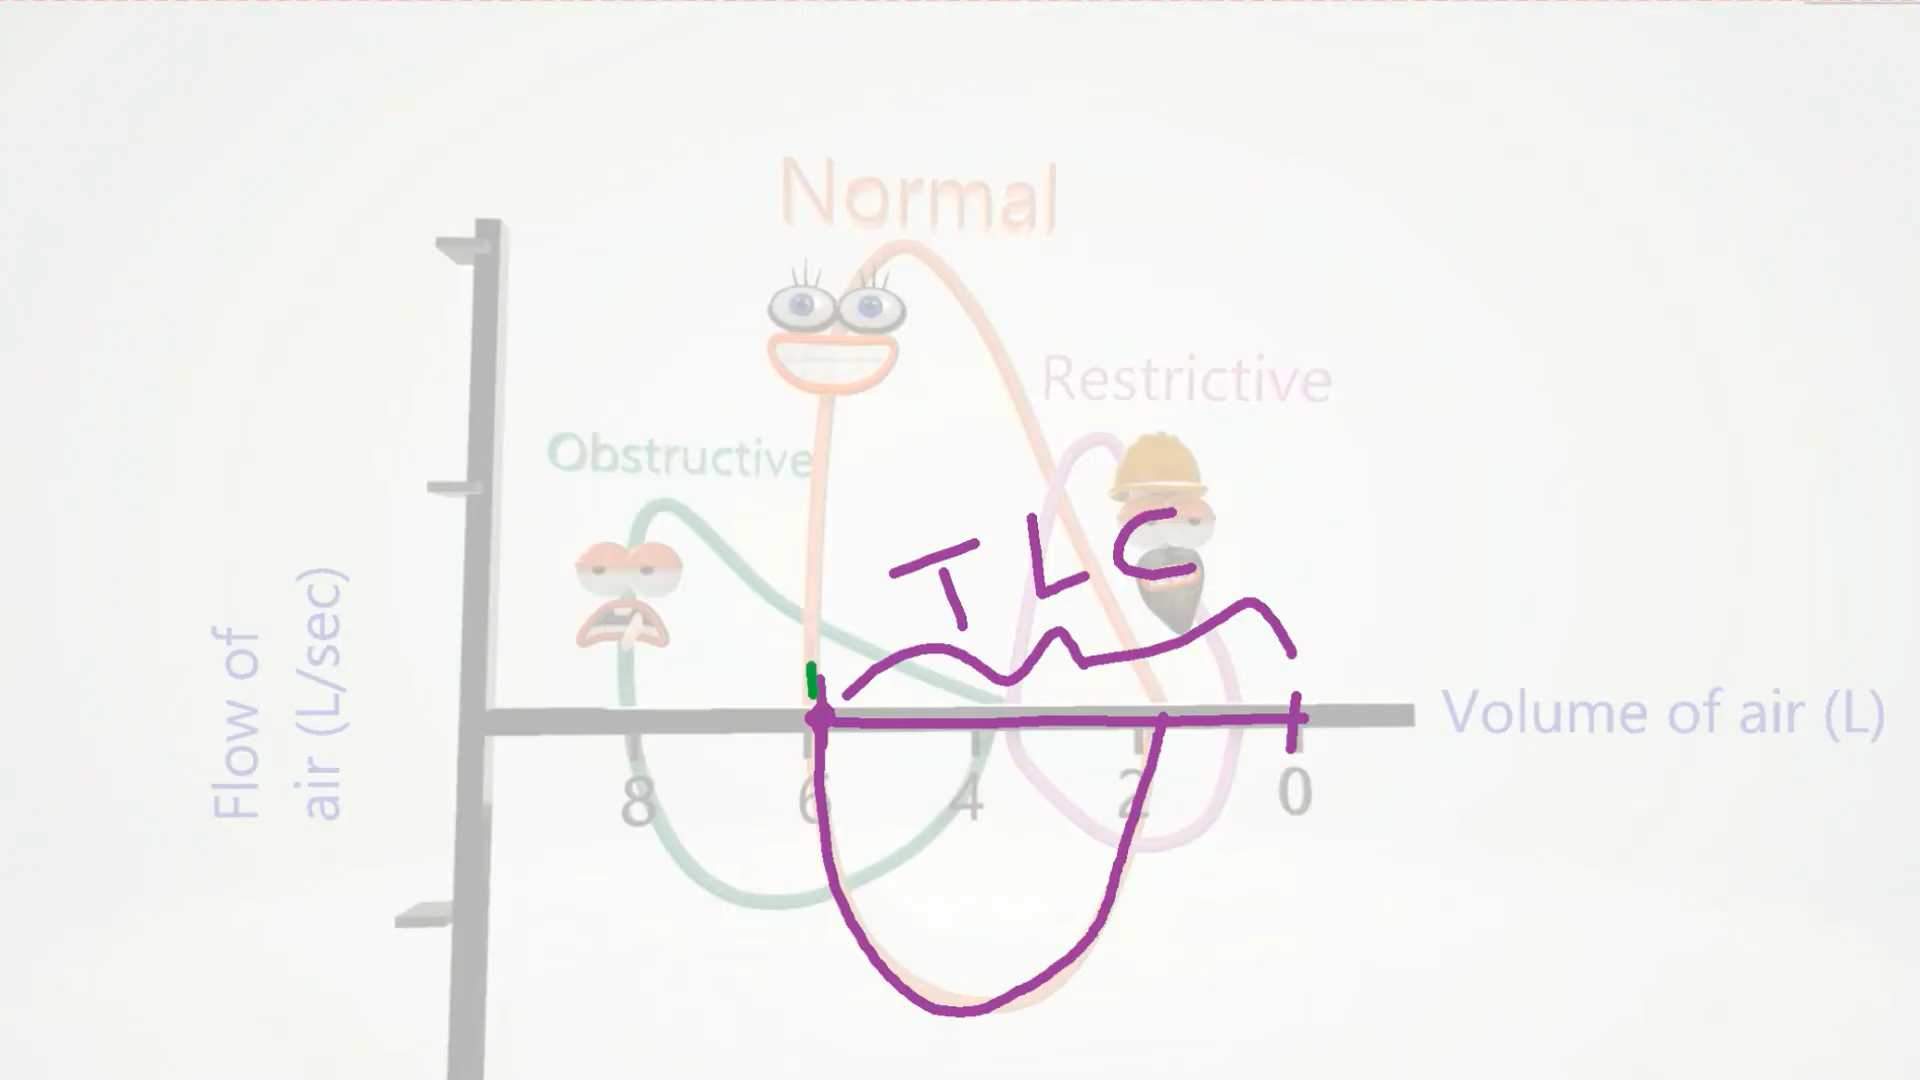 Normal
Restrictive
Obstructive
TLC
Flow of
air (L/sec)
Volume of air (L)
8 6 4 2 0